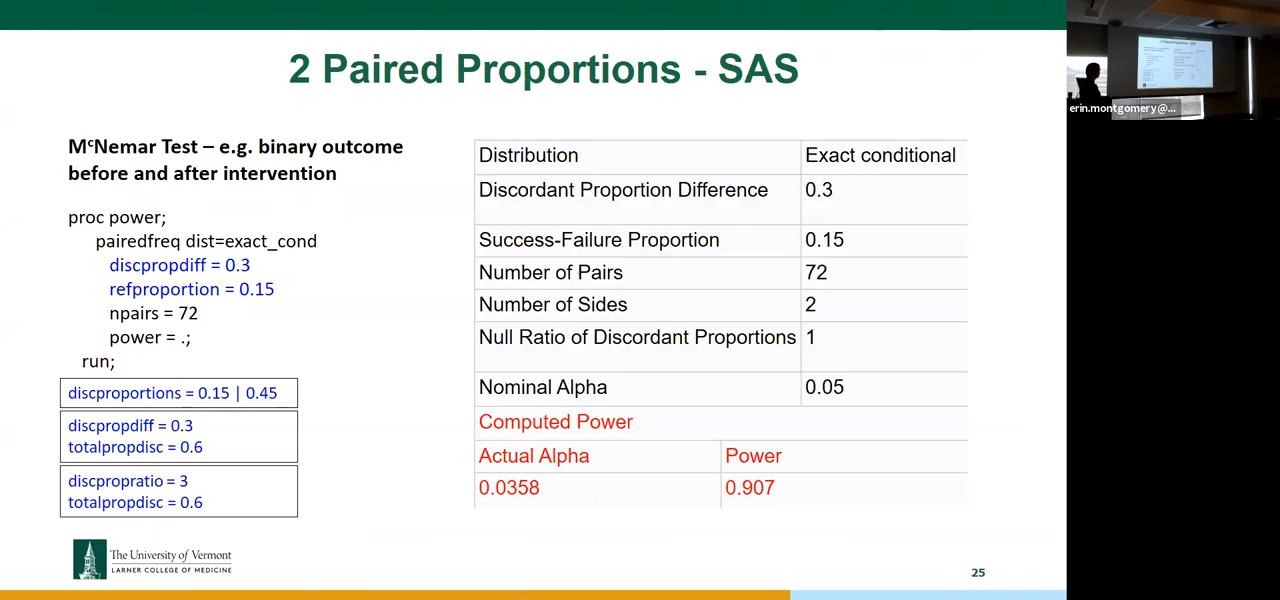 2 Paired Proportions - SAS
MᶜNemar Test – e.g. binary outcome
before and after intervention
proc power;
pairedfreq dist=exact_cond
discpropdiff = 0.3
refproportion = 0.15
npairs = 72
power = .;
run;
discproportions = 0.15 | 0.45
discpropdiff = 0.3
totalpropdisc = 0.6
discpropratio = 3
totalpropdisc = 0.6
Distribution Exact conditional
Discordant Proportion Difference 0.3
Success-Failure Proportion 0.15
Number of Pairs 72
Number of Sides 2
Null Ratio of Discordant Proportions 1
Nominal Alpha 0.05
Computed Power
Actual Alpha Power
0.0358 0.907
The University of Vermont
LARNER COLLEGE OF MEDICINE
25
2 Paired Proportions - SAS
erin.montgomery@...